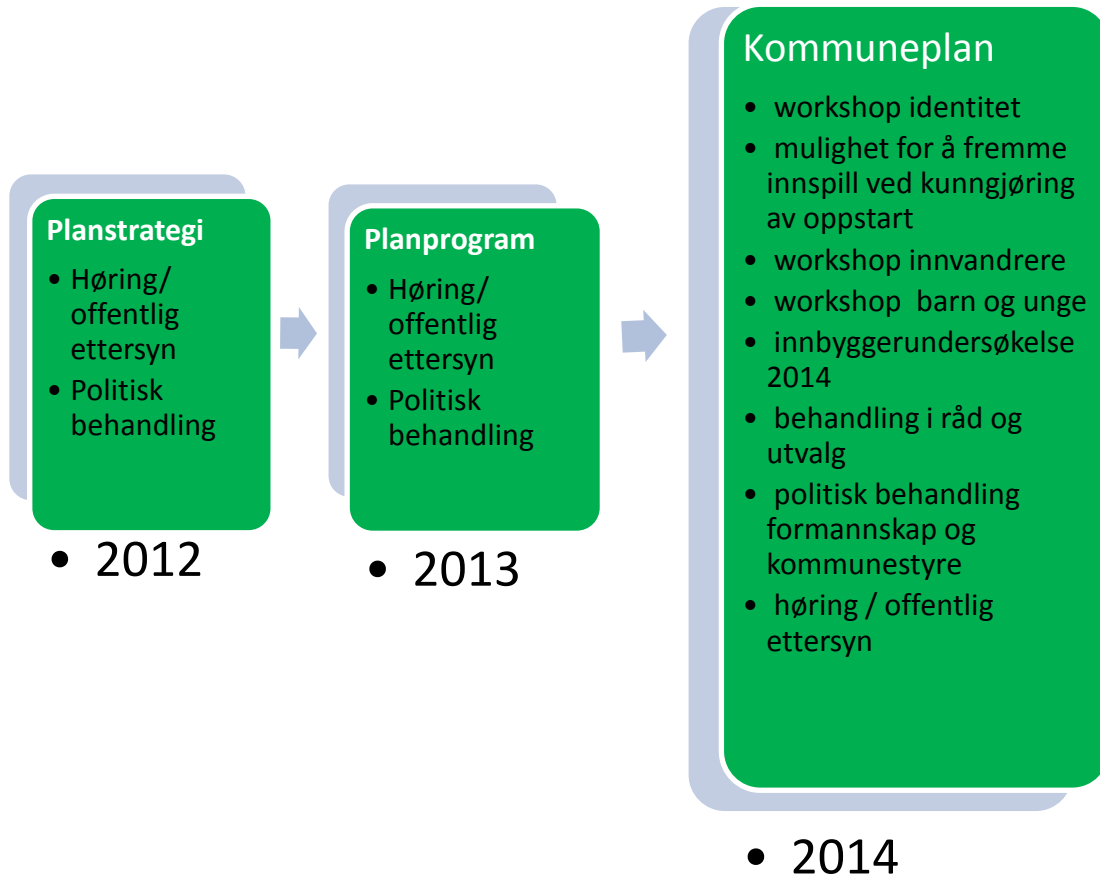 Planstrategi
• Høring/
offentlig
ettersyn
• Politisk
behandling
• 2012
Planprogram
• Høring/
offentlig
ettersyn
• Politisk
behandling
• 2013
Kommuneplan
• workshop identitet
• mulighet for å fremme
innspill ved kunngjøring
av oppstart
• workshop innvandrere
• workshop barn og unge
• innbyggerundersøkelse
2014
• behandling i råd og
utvalg
• politisk behandling
formannskap og
kommunestyre
• høring / offentlig
ettersyn
• 2014